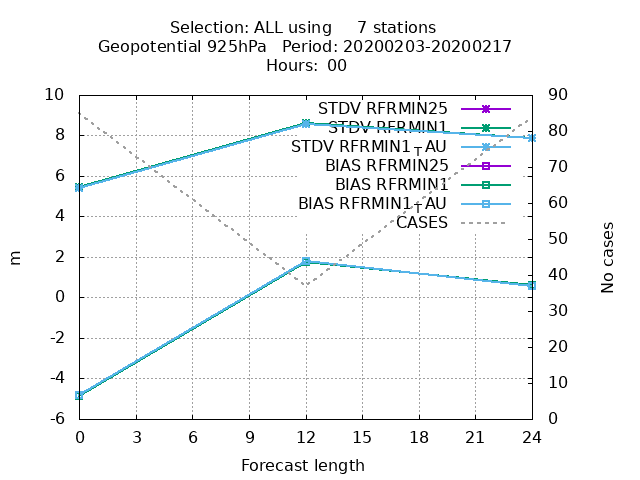 Selection: ALL using 7 stations
Geopotential 925hPa Period: 20200203-20200217
Hours: 00
STDV RFRMIN25
STDV RFRMIN1
STDV RFRMIN1TAU
BIAS RFRMIN25
BIAS RFRMIN1
BIAS RFRMIN1TAU
CASES
10
8
6
4
2
0
-2
-4
-6
m
90
80
70
60
50
40
30
20
10
0
No cases
0 3 6 9 12 15 18 21 24
Forecast length